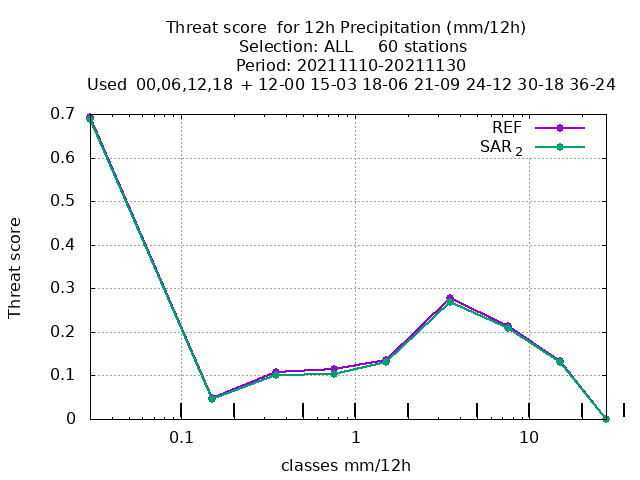 Threat score  for 12h Precipitation (mm/12h)
Selection: ALL     60 stations
Period: 20211110-20211130
Used  00,06,12,18  + 12-00 15-03 18-06 21-09 24-12 30-18 36-24
REF
SAR 2
0.7
0.6
0.5
0.4
0.3
0.2
0.1
0
Threat score
0.1 1 10
classes mm/12h